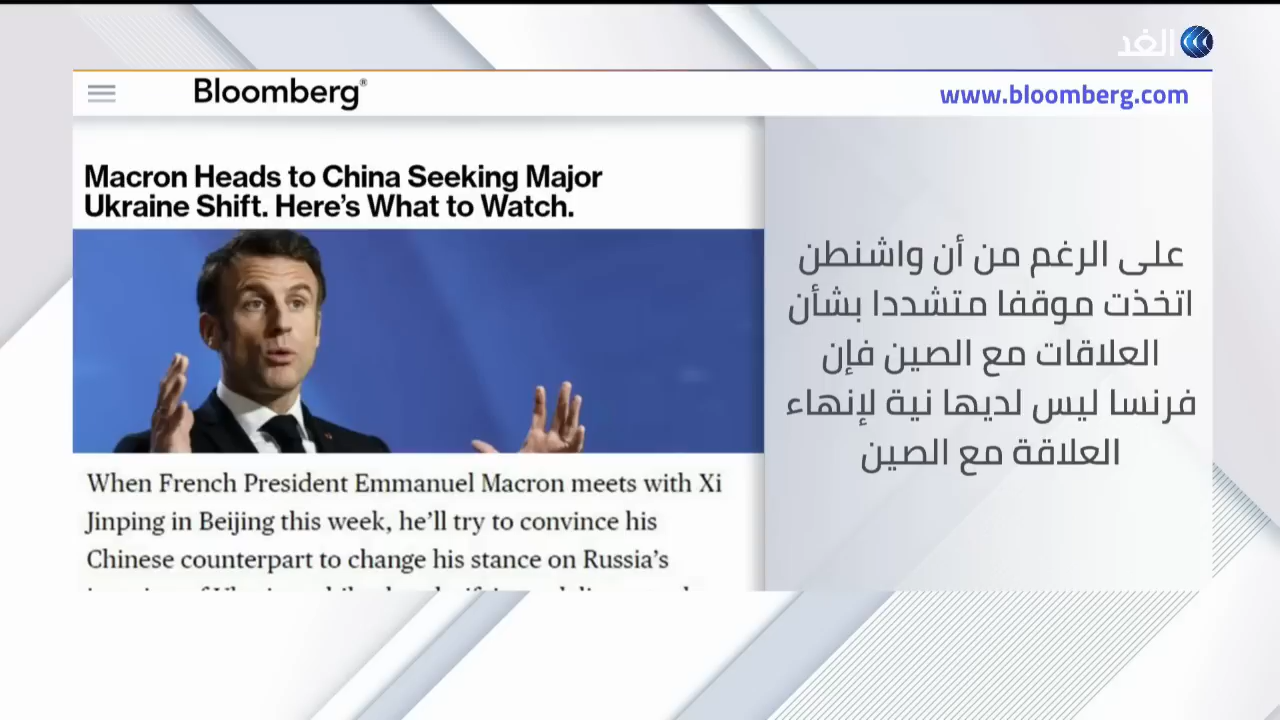 الغد
Bloomberg®
www.bloomberg.com
Macron Heads to China Seeking Major
Ukraine Shift. Here's What to Watch.
When French President Emmanuel Macron meets with Xi
Jinping in Beijing this week, he'll try to convince his
Chinese counterpart to change his stance on Russia's
على الرغم من أن واشنطن
اتخذت موقفا متشددا بشأن
العلاقات مع الصين فإن
فرنسا ليس لديها نية لإنهاء
العلاقة مع الصين